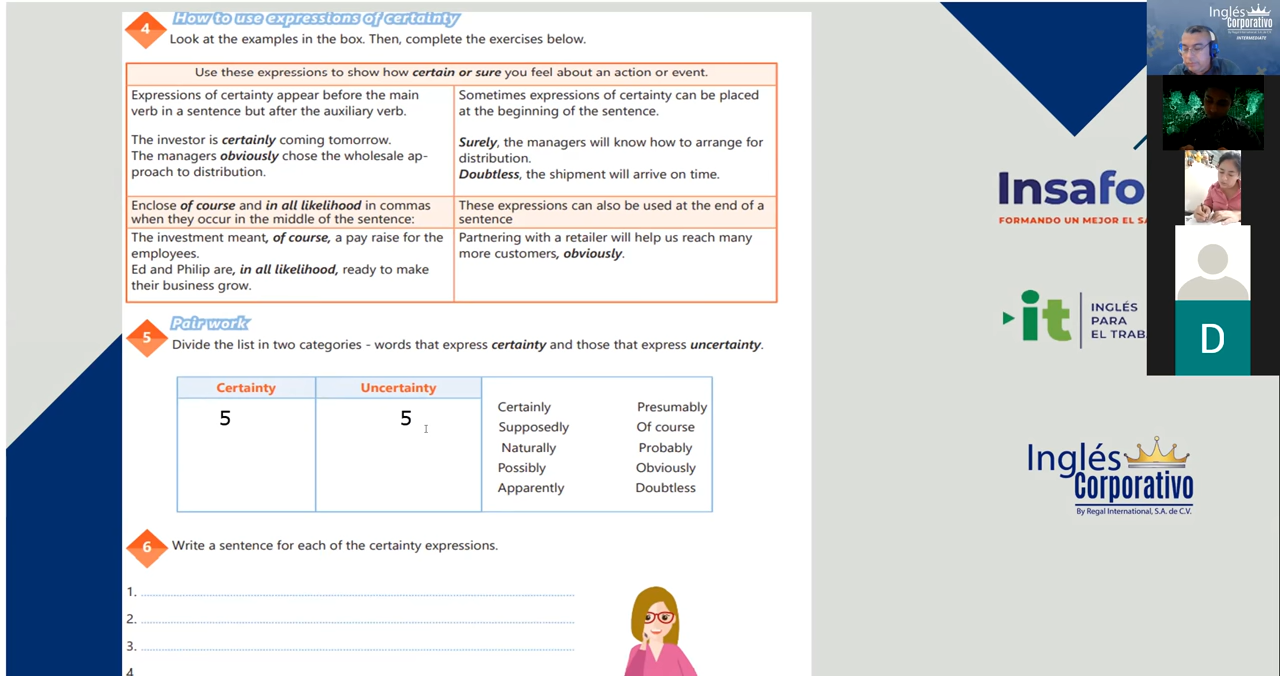 4
How to use expressions of certainty
Look at the examples in the box. Then, complete the exercises below.
Use these expressions to show how certain or sure you feel about an action or event.
Expressions of certainty appear before the main
verb in a sentence but after the auxiliary verb.
The investor is certainly coming tomorrow.
The managers obviously chose the wholesale ap-
proach to distribution.
Sometimes expressions of certainty can be placed
at the beginning of the sentence.
Surely, the managers will know how to arrange for
distribution.
Doubtless, the shipment will arrive on time.
Enclose of course and in all likelihood in commas
when they occur in the middle of the sentence:
These expressions can also be used at the end of a
sentence
The investment meant, of course, a pay raise for the
employees.
Ed and Philip are, in all likelihood, ready to make
their business grow.
Partnering with a retailer will help us reach many
more customers, obviously.
5
Pair work
Divide the list in two categories - words that express certainty and those that express uncertainty.
Certainty Uncertainty
5 5
Certainly Presumably
Supposedly Of course
Naturally Probably
Possibly Obviously
Apparently Doubtless
6
Write a sentence for each of the certainty expressions.
1.
2.
3.
4
Inglés
Corporativo
INTERMEDIATE
Insafo
FORMANDO UN MEJOR EL SA
it
INGLÉS
PARA
EL TRAB
D
Inglés
Corporativo
By Regal International, S.A. de C.V.